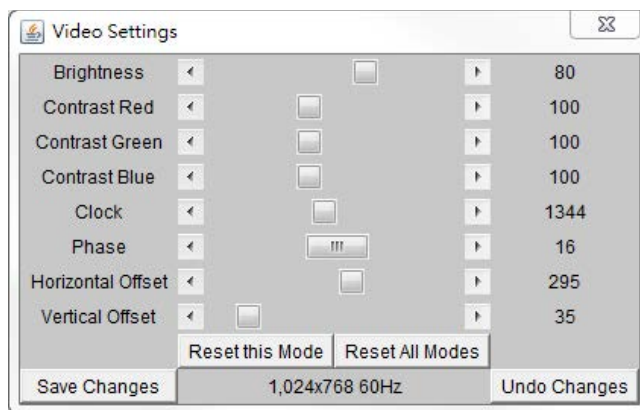 Video Settings
Brightness 80
Contrast Red 100
Contrast Green 100
Contrast Blue 100
Clock 1344
Phase 16
Horizontal Offset 295
Vertical Offset 35
Reset this Mode Reset All Modes
Save Changes 1,024x768 60Hz Undo Changes